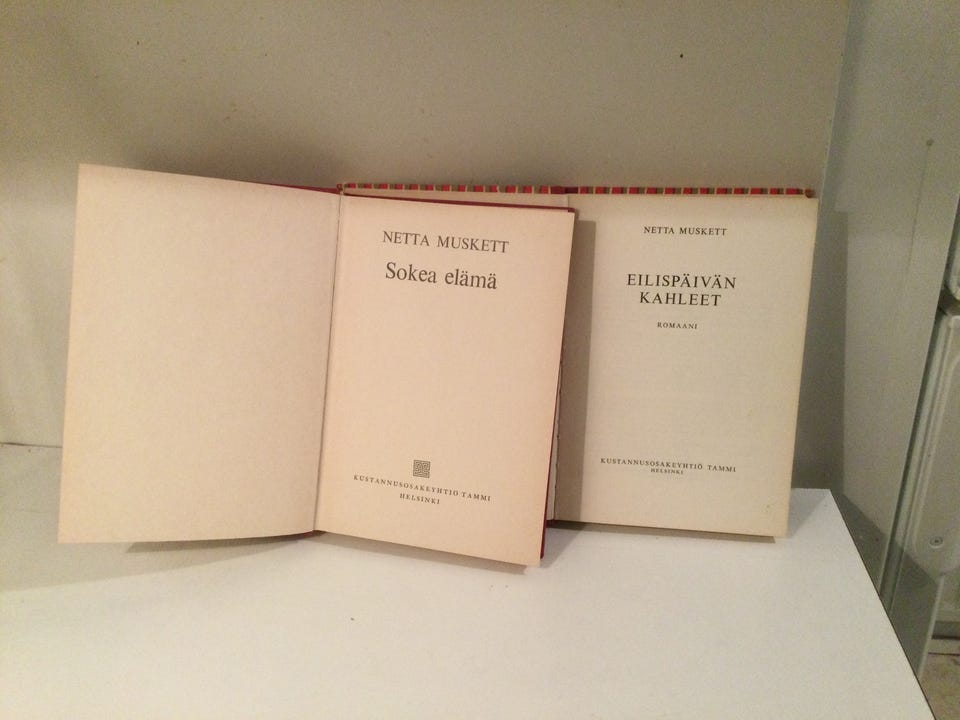 NETTA MUSKETT
Sokea elämä
KUSTANNUSOSAKEYHTIÖ TAMMI
HELSINKI
NETTA MUSKETT
EILISPÄIVÄN
KAHLEET
ROMAANI
KUSTANNUSOSAKEYHTIÖ TAMMI
HELSINKI